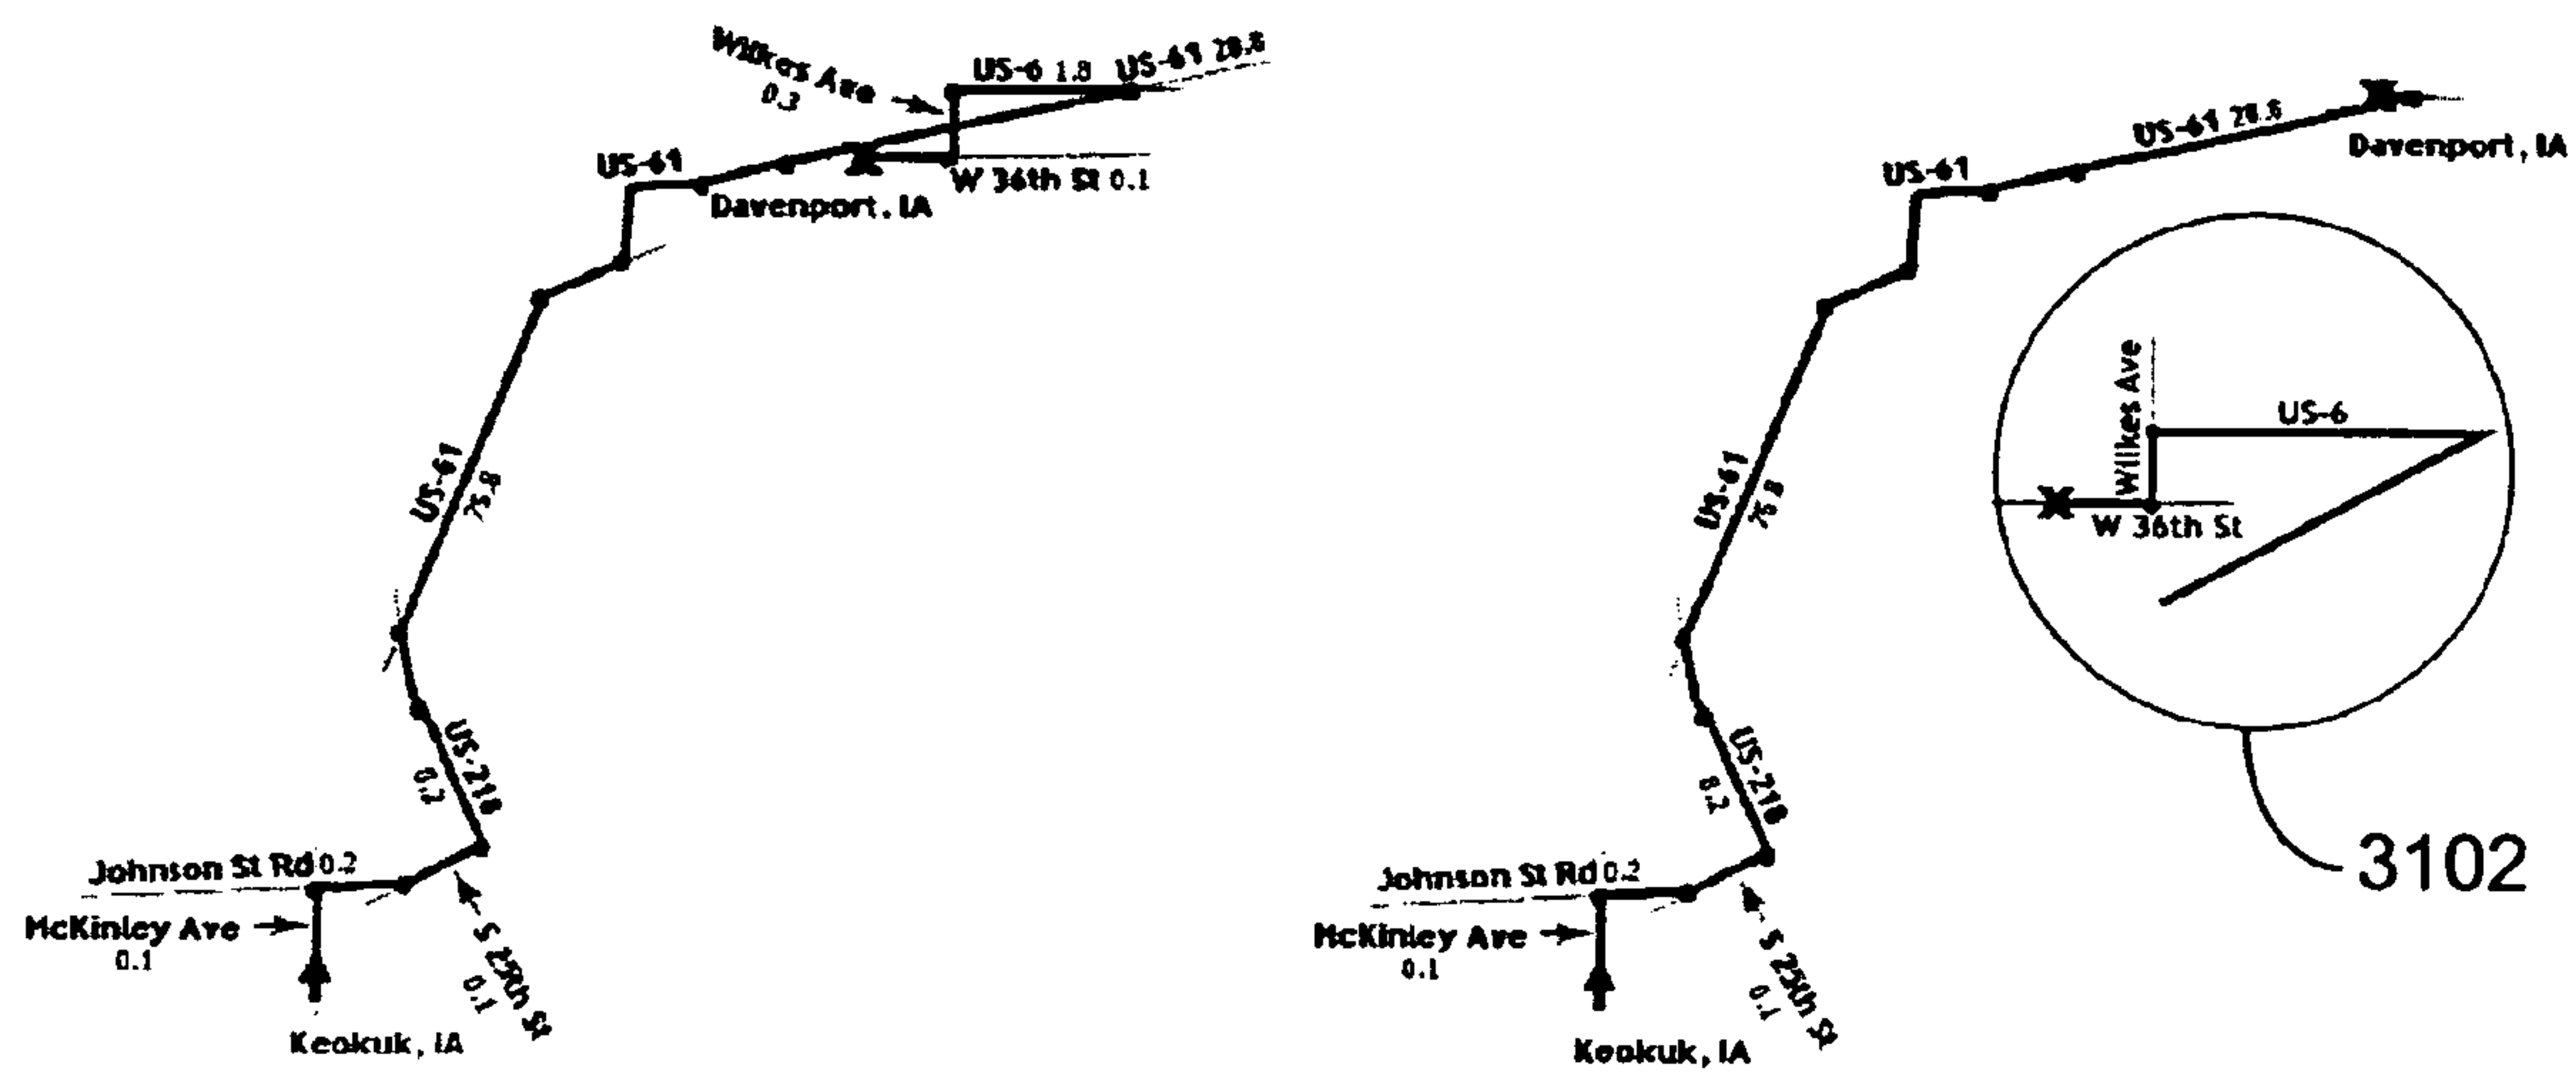 Wilkes Ave
0.3
US-6 1.8
US-61 28.8
US-61
W 36th St 0.1
Davenport, IA
US-61
75.8
US-218
8.2
Johnson St Rd 0.2
McKinley Ave
0.1
S 25th St
0.1
Keokuk, IA
US-61 28.8
Davenport, IA
US-61
Wilkes Ave
US-6
W 36th St
US-61
75.8
US-218
8.2
3102
Johnson St Rd 0.2
McKinley Ave
0.1
S 25th St
0.1
Keokuk, IA